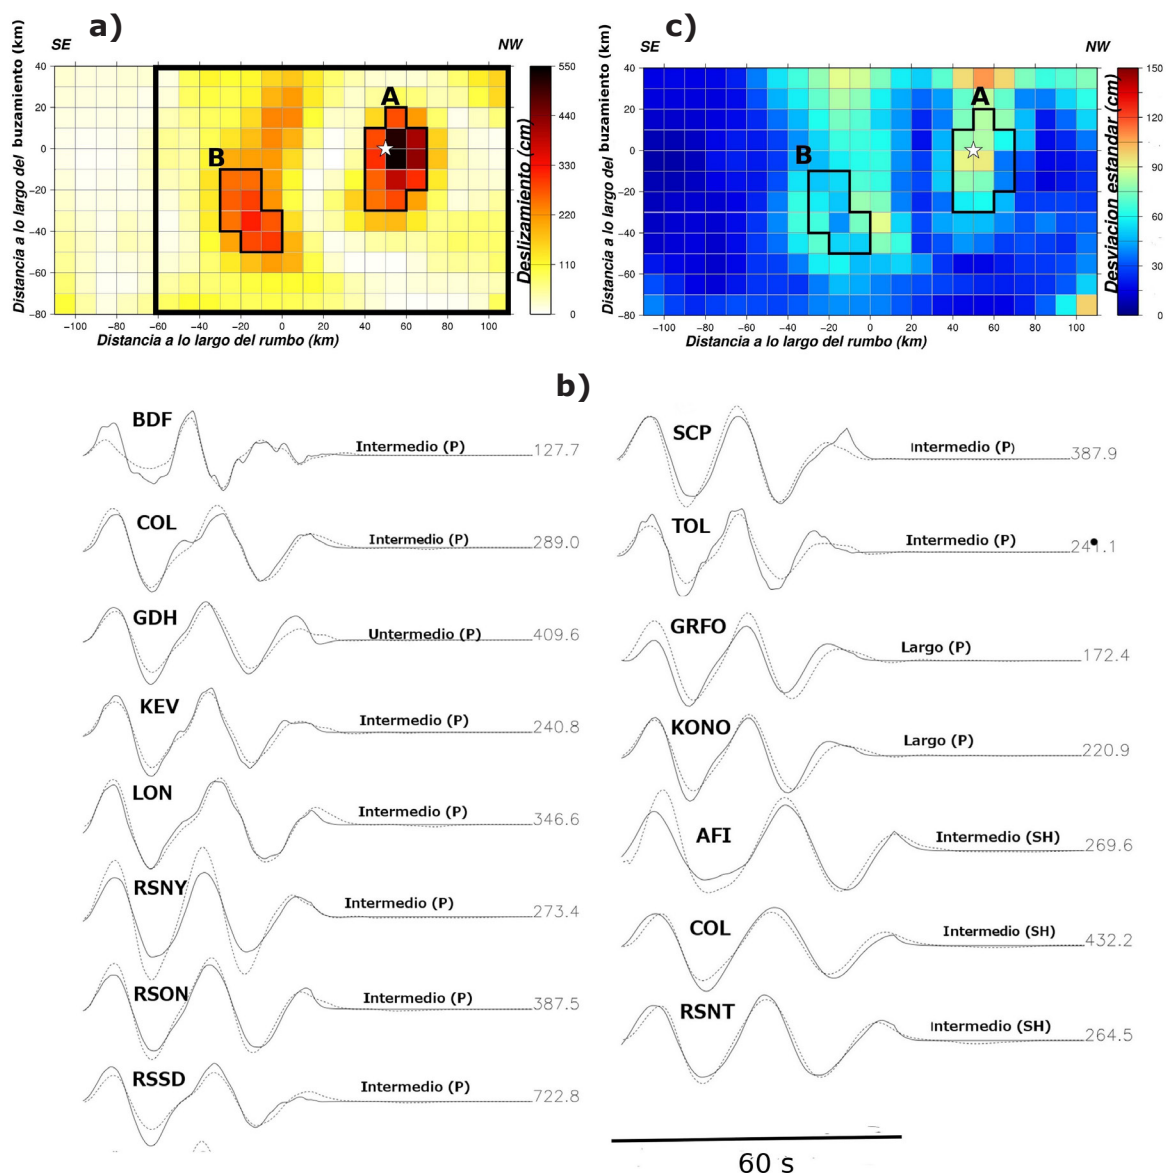 a)
SE
NW
Distancia a lo largo del buzamiento (km)
40
20
0
−20
−40
−60
−80
A
B
−100 −80 −60 −40 −20 0 20 40 60 80 100
Distancia a lo largo del rumbo (km)
550
440
330
220
110
0
Deslizamiento (cm)
c)
SE
NW
Distancia a lo largo del buzamiento (km)
40
20
0
−20
−40
−60
−80
A
B
−100 −80 −60 −40 −20 0 20 40 60 80 100
Distancia a lo largo del rumbo (km)
150
120
90
60
30
0
Desviacion estandar (cm)
b)
BDF
Intermedio (P) 127.7
COL
Intermedio (P) 289.0
GDH
Untermedio (P) 409.6
KEV
Intermedio (P) 240.8
LON
Intermedio (P) 346.6
RSNY
Intermedio (P) 273.4
RSON
Intermedio (P) 387.5
RSSD
Intermedio (P) 722.8
SCP
Intermedio (P) 387.9
TOL
Intermedio (P) 241.1
GRFO
Largo (P) 172.4
KONO
Largo (P) 220.9
AFI
Intermedio (SH) 269.6
COL
Intermedio (SH) 432.2
RSNT
Intermedio (SH) 264.5
60 s